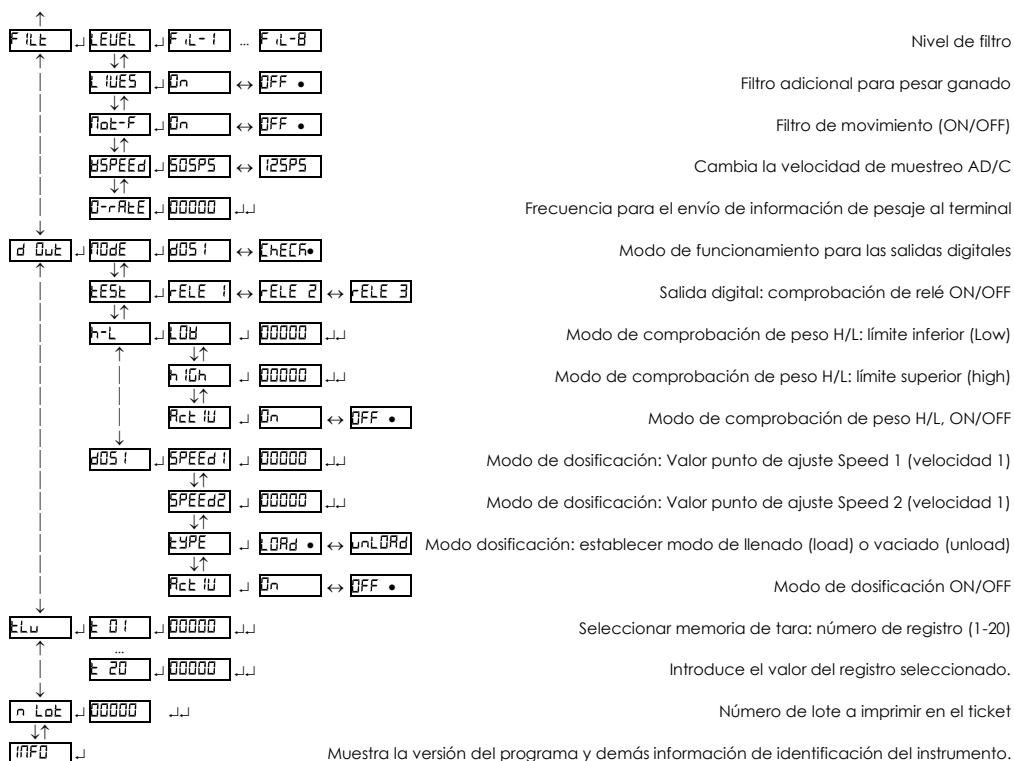 ↑
FILt ↵ LEVEL ↵ FiL-1 ... FiL-8 Nivel de filtro
↓↑
LIVES ↵ On ↔ OFF • Filtro adicional para pesar ganado
↓↑
Mot-F ↵ On ↔ OFF • Filtro de movimiento (ON/OFF)
↓↑
WSPEEd ↵ 50SPS ↔ 12SPS Cambia la velocidad de muestreo AD/C
↓↑
O-rAtE ↵ 00000 ↵↵ Frecuencia para el envío de información de pesaje al terminal
d Out ↵ MOdE ↵ dOS1 ↔ ChECK• Modo de funcionamiento para las salidas digitales
↓↑
tESt ↵ rELE 1 ↔ rELE 2 ↔ rELE 3 Salida digital: comprobación de relé ON/OFF
↓↑
h-L ↵ LOW ↵ 00000 ↵↵ Modo de comprobación de peso H/L: límite inferior (Low)
↓↑
hIGh ↵ 00000 ↵↵ Modo de comprobación de peso H/L: límite superior (high)
↓↑
Act IV ↵ On ↔ OFF • Modo de comprobación de peso H/L, ON/OFF
dOS1 ↵ SPEEd1 ↵ 00000 ↵↵ Modo de dosificación: Valor punto de ajuste Speed 1 (velocidad 1)
↓↑
SPEEd2 ↵ 00000 ↵↵ Modo de dosificación: Valor punto de ajuste Speed 2 (velocidad 1)
↓↑
tYPE ↵ LOAd • ↔ unLOAd Modo dosificación: establecer modo de llenado (load) o vaciado (unload)
↓↑
Act IV ↵ On ↔ OFF • Modo de dosificación ON/OFF
tLu ↵ t 01 ↵ 00000 ↵↵ Seleccionar memoria de tara: número de registro (1-20)
...
t 20 ↵ 00000 ↵↵ Introduce el valor del registro seleccionado.
n Lot ↵ 00000 ↵↵ Número de lote a imprimir en el ticket
↓↑
INFO ↵ Muestra la versión del programa y demás información de identificación del instrumento.